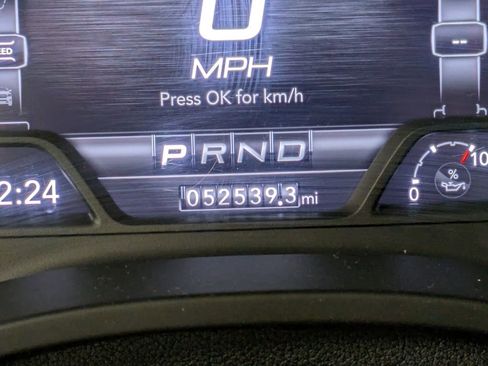 0
MPH
Press OK for km/h
PRND
2:24
052539.3 mi
%
0
10